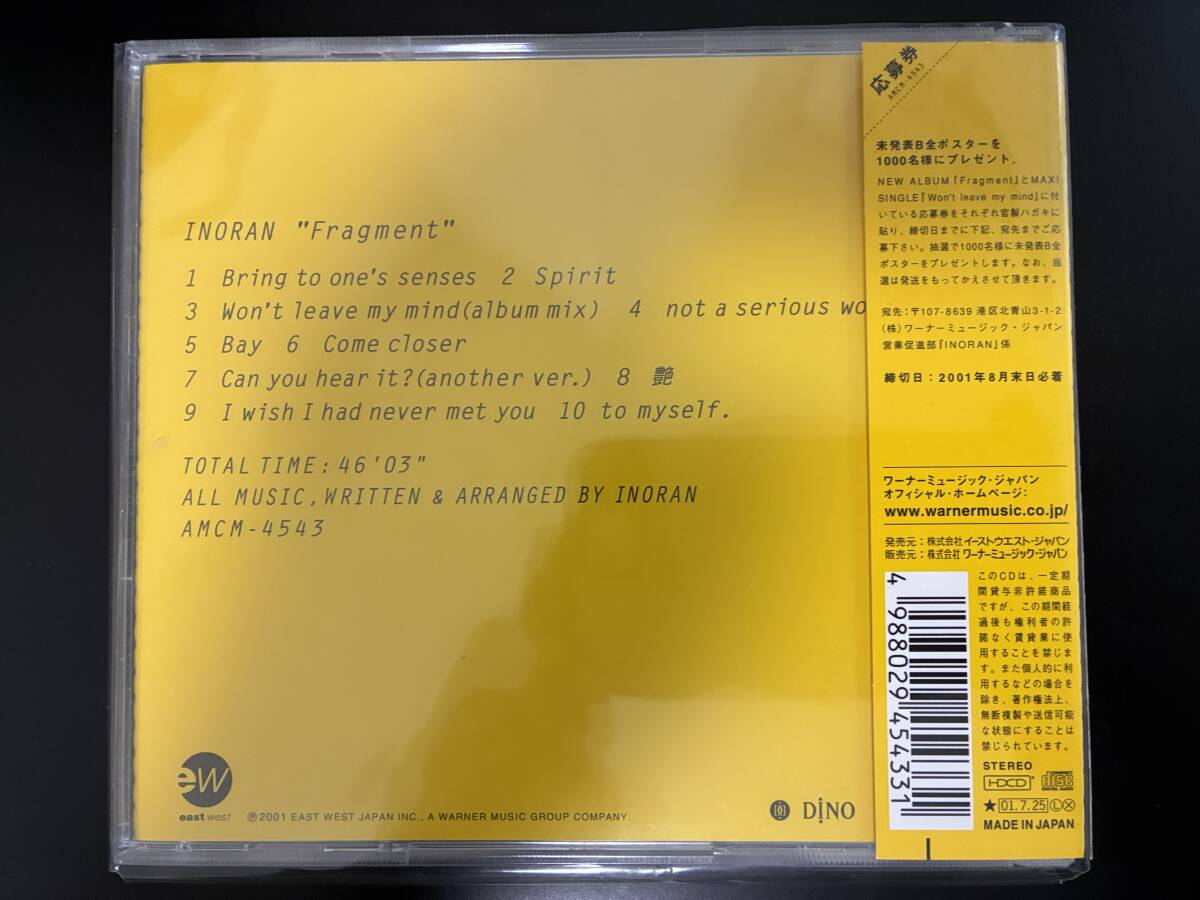 INORAN "Fragment"
1 Bring to one's senses 2 Spirit
3 Won't leave my mind(album mix) 4 not a serious wo
5 Bay 6 Come closer
7 Can you hear it?(another ver.) 8 艶
9 I wish I had never met you 10 to myself.
TOTAL TIME: 46'03"
ALL MUSIC, WRITTEN & ARRANGED BY INORAN
AMCM-4543
ew
east west
℗2001 EAST WEST JAPAN INC., A WARNER MUSIC GROUP COMPANY.
DiNO
応募券
AMCM-4543
未発表B全ポスターを
1000名様にプレゼント。
NEW ALBUM『Fragment』とMAXI
SINGLE『Won't leave my mind』に付
いている応募券をそれぞれ官製ハガキに
貼り、締切日までに下記、宛先までご応
募下さい。抽選で1000名様に未発表B全
ポスターをプレゼントします。なお、当
選は発送をもってかえさせて頂きます。
宛先:〒107-8639 港区北青山3-1-2
(株)ワーナーミュージック・ジャパン
営業促進部『INORAN』係
締切日:2001年8月末日必着
ワーナーミュージック・ジャパン
オフィシャル・ホームページ:
www.warnermusic.co.jp/
発売元:株式会社イーストウエスト・ジャパン
販売元:株式会社ワーナーミュージック・ジャパン
4 988029 454331
このCDは、一定期
間貸与非許諾商品
ですが、この期間経
過後も権利者の許
諾なく賃貸業に使
用することを禁じま
す。また個人的に利
用するなどの場合を
除き、著作権法上、
無断複製や送信可能
な状態にすることは
禁じられています。
STEREO
HDCD
disc
DIGITAL AUDIO
★01.7.25ⓁⓍ
MADE IN JAPAN